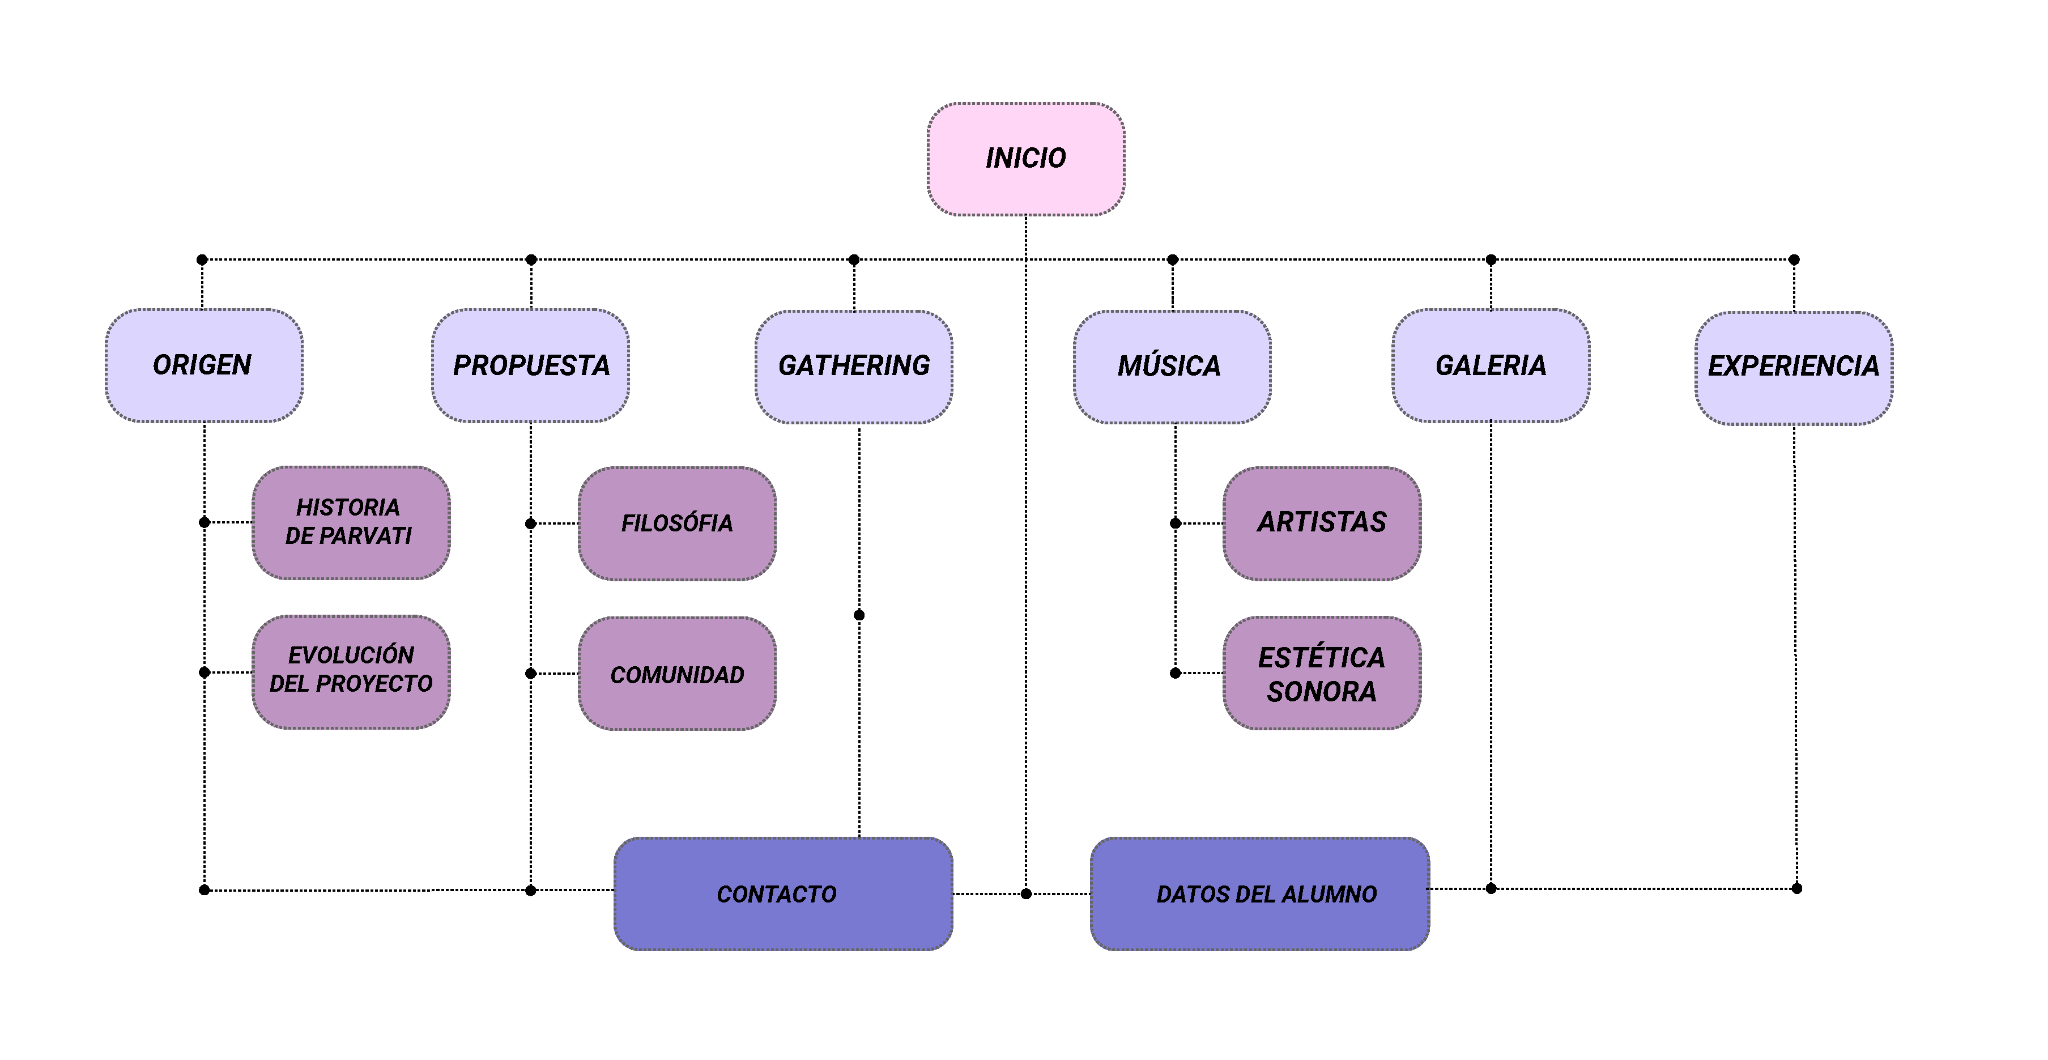 INICIO
ORIGEN
PROPUESTA
GATHERING
MÚSICA
GALERIA
EXPERIENCIA
HISTORIA
DE PARVATI
FILOSÓFIA
ARTISTAS
EVOLUCIÓN
DEL PROYECTO
COMUNIDAD
ESTÉTICA
SONORA
CONTACTO
DATOS DEL ALUMNO